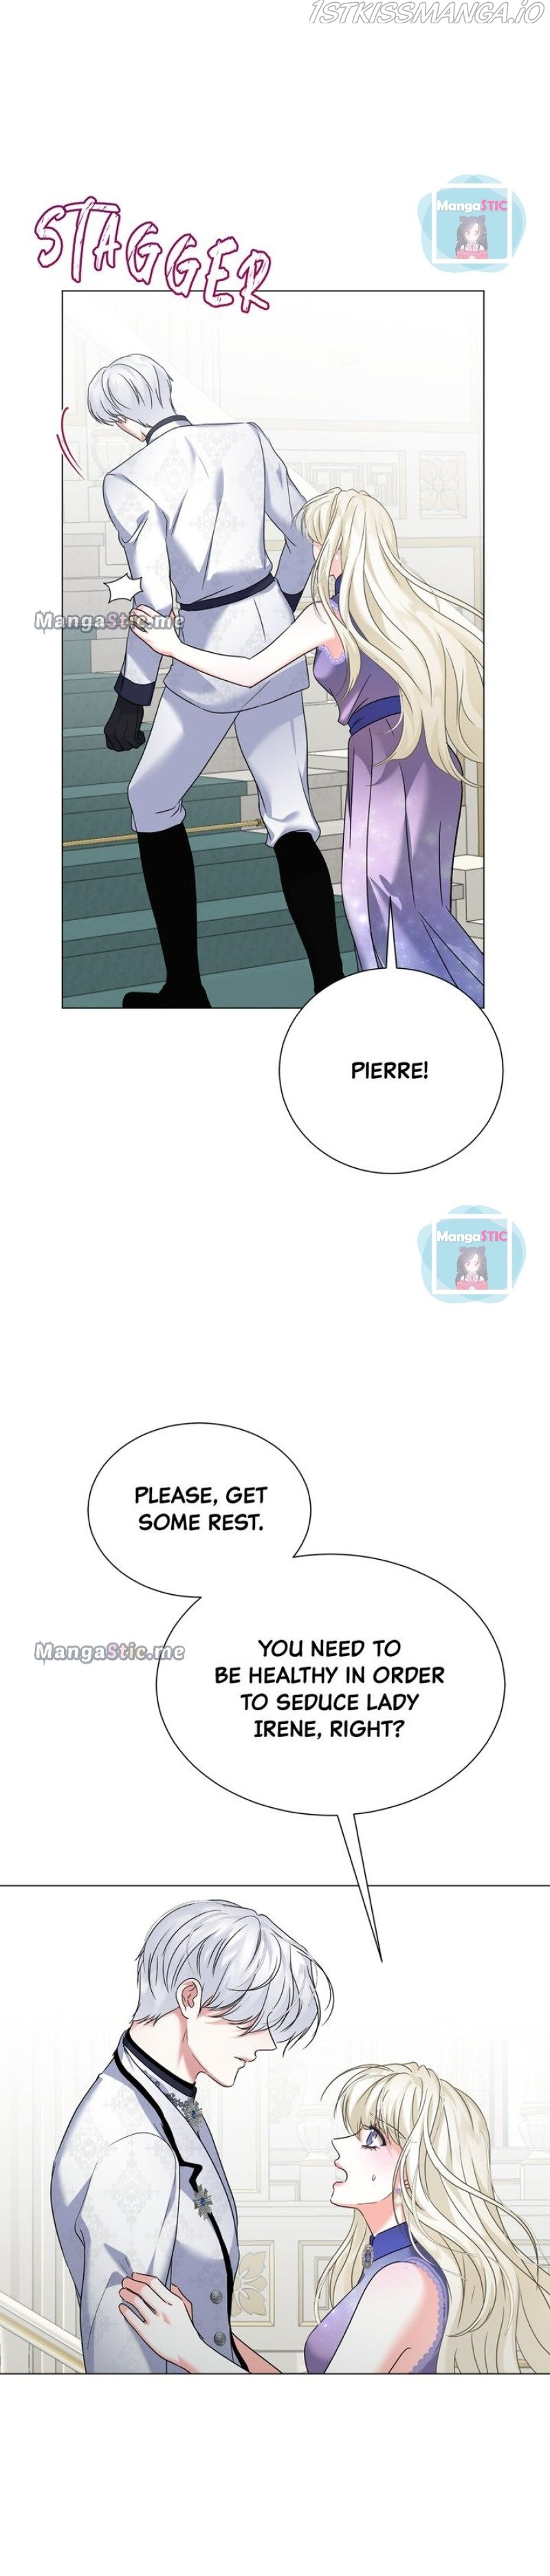 1STKISSMANGA.iO
MangaSTIC
STAGGER
MangaStic.me
PIERRE!
MangaSTIC
PLEASE, GET
SOME REST.
MangaStic.me
YOU NEED TO
BE HEALTHY IN ORDER
TO SEDUCE LADY
IRENE, RIGHT?